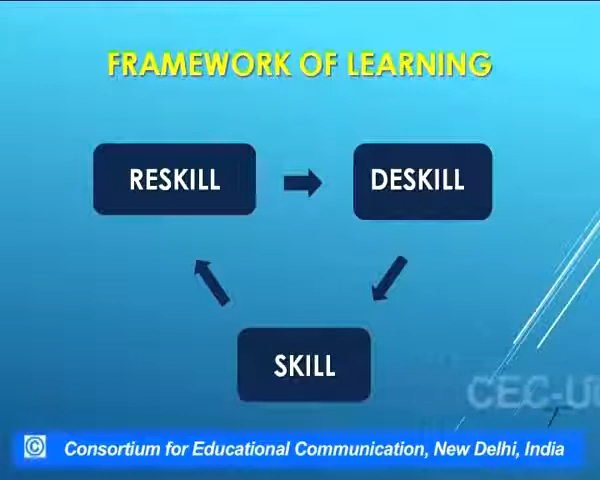 FRAMEWORK OF LEARNING
RESKILL
DESKILL
SKILL
© Consortium for Educational Communication, New Delhi, India